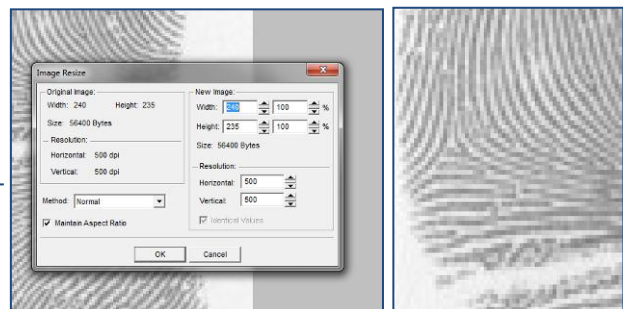 Image Resize
Original Image:
Width: 240 Height: 235
Size: 56400 Bytes
Resolution:
Horizontal: 500 dpi
Vertical: 500 dpi
Method: Normal
Maintain Aspect Ratio
New Image:
Width: 240 100 %
Height: 235 100 %
Size: 56400 Bytes
Resolution:
Horizontal: 500
Vertical: 500
Identical Values
OK Cancel